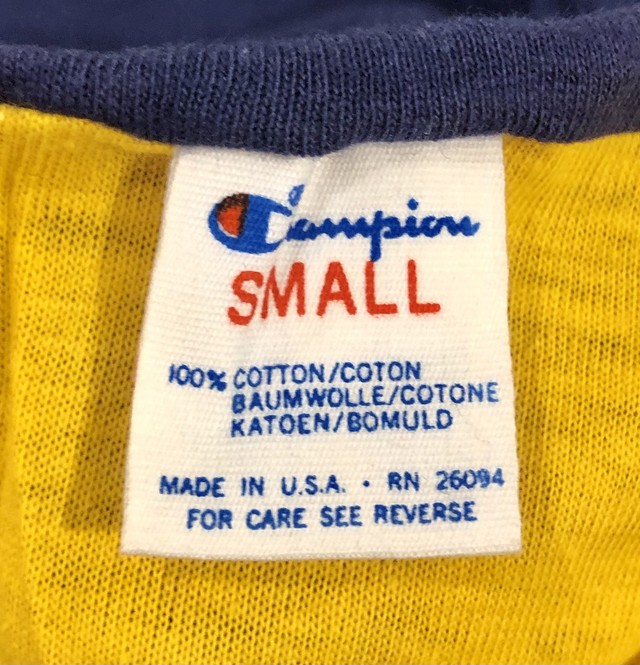 Champion
SMALL
100% COTTON/COTON
BAUMWOLLE/COTONE
KATOEN/BOMULD
MADE IN U.S.A. · RN 26094
FOR CARE SEE REVERSE